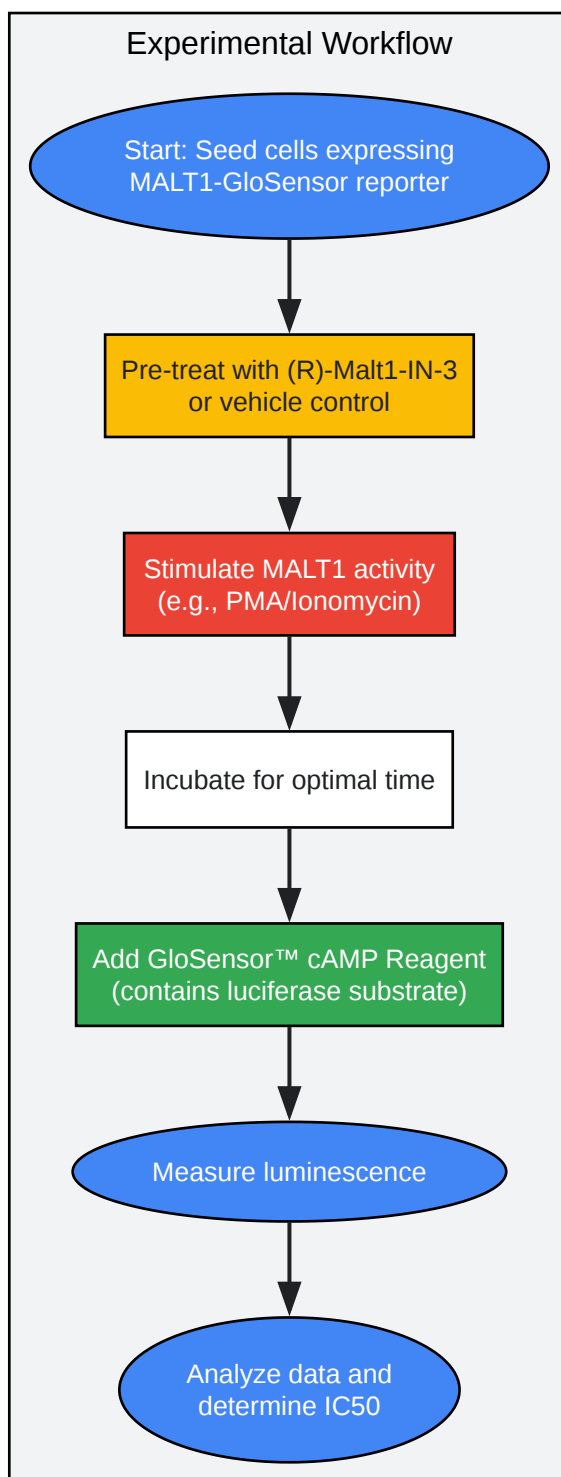 Experimental Workflow
Start: Seed cells expressing
MALT1-GloSensor reporter
Pre-treat with (R)-Malt1-IN-3
or vehicle control
Stimulate MALT1 activity
(e.g., PMA/Ionomycin)
Incubate for optimal time
Add GloSensor™ cAMP Reagent
(contains luciferase substrate)
Measure luminescence
Analyze data and
determine IC50